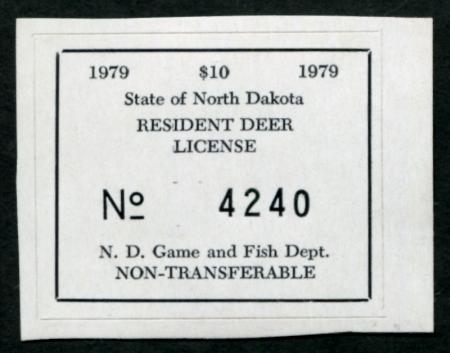 1979 $10 1979
State of North Dakota
RESIDENT DEER
LICENSE
Nº 4240
N. D. Game and Fish Dept.
NON-TRANSFERABLE